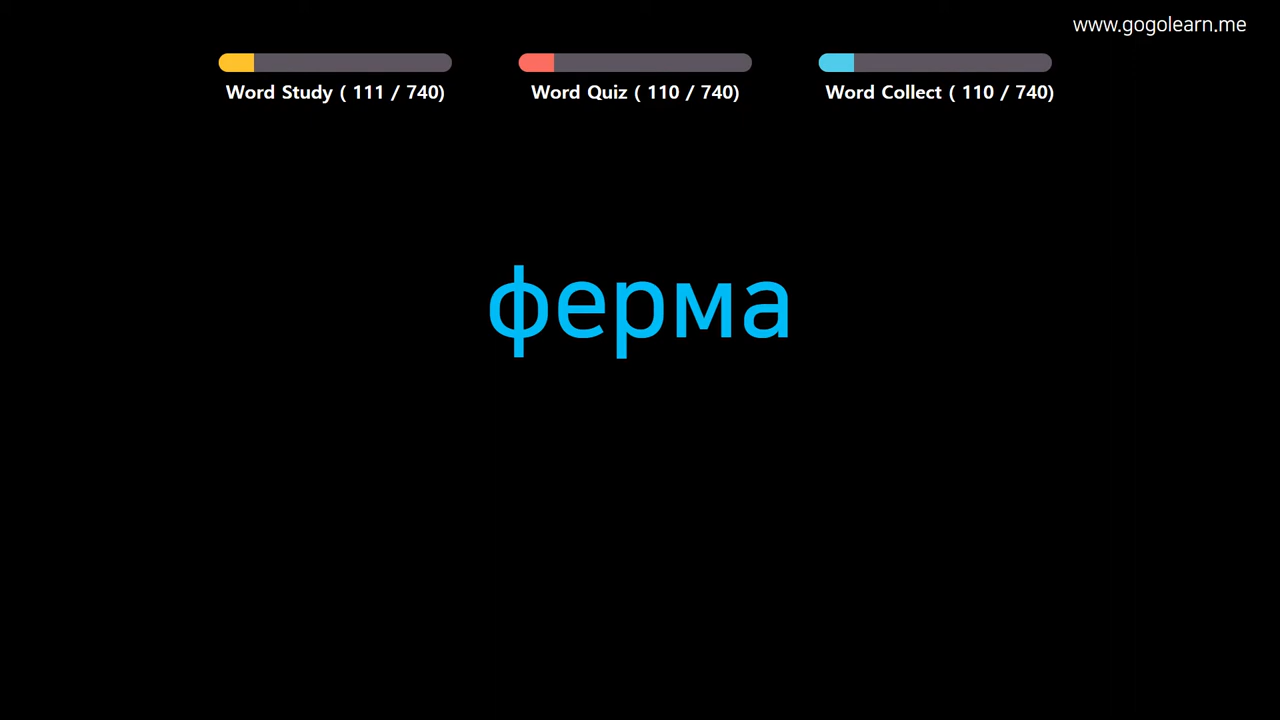 www.gogolearn.me
Word Study ( 111 / 740)
Word Quiz ( 110 / 740)
Word Collect ( 110 / 740)
ферма